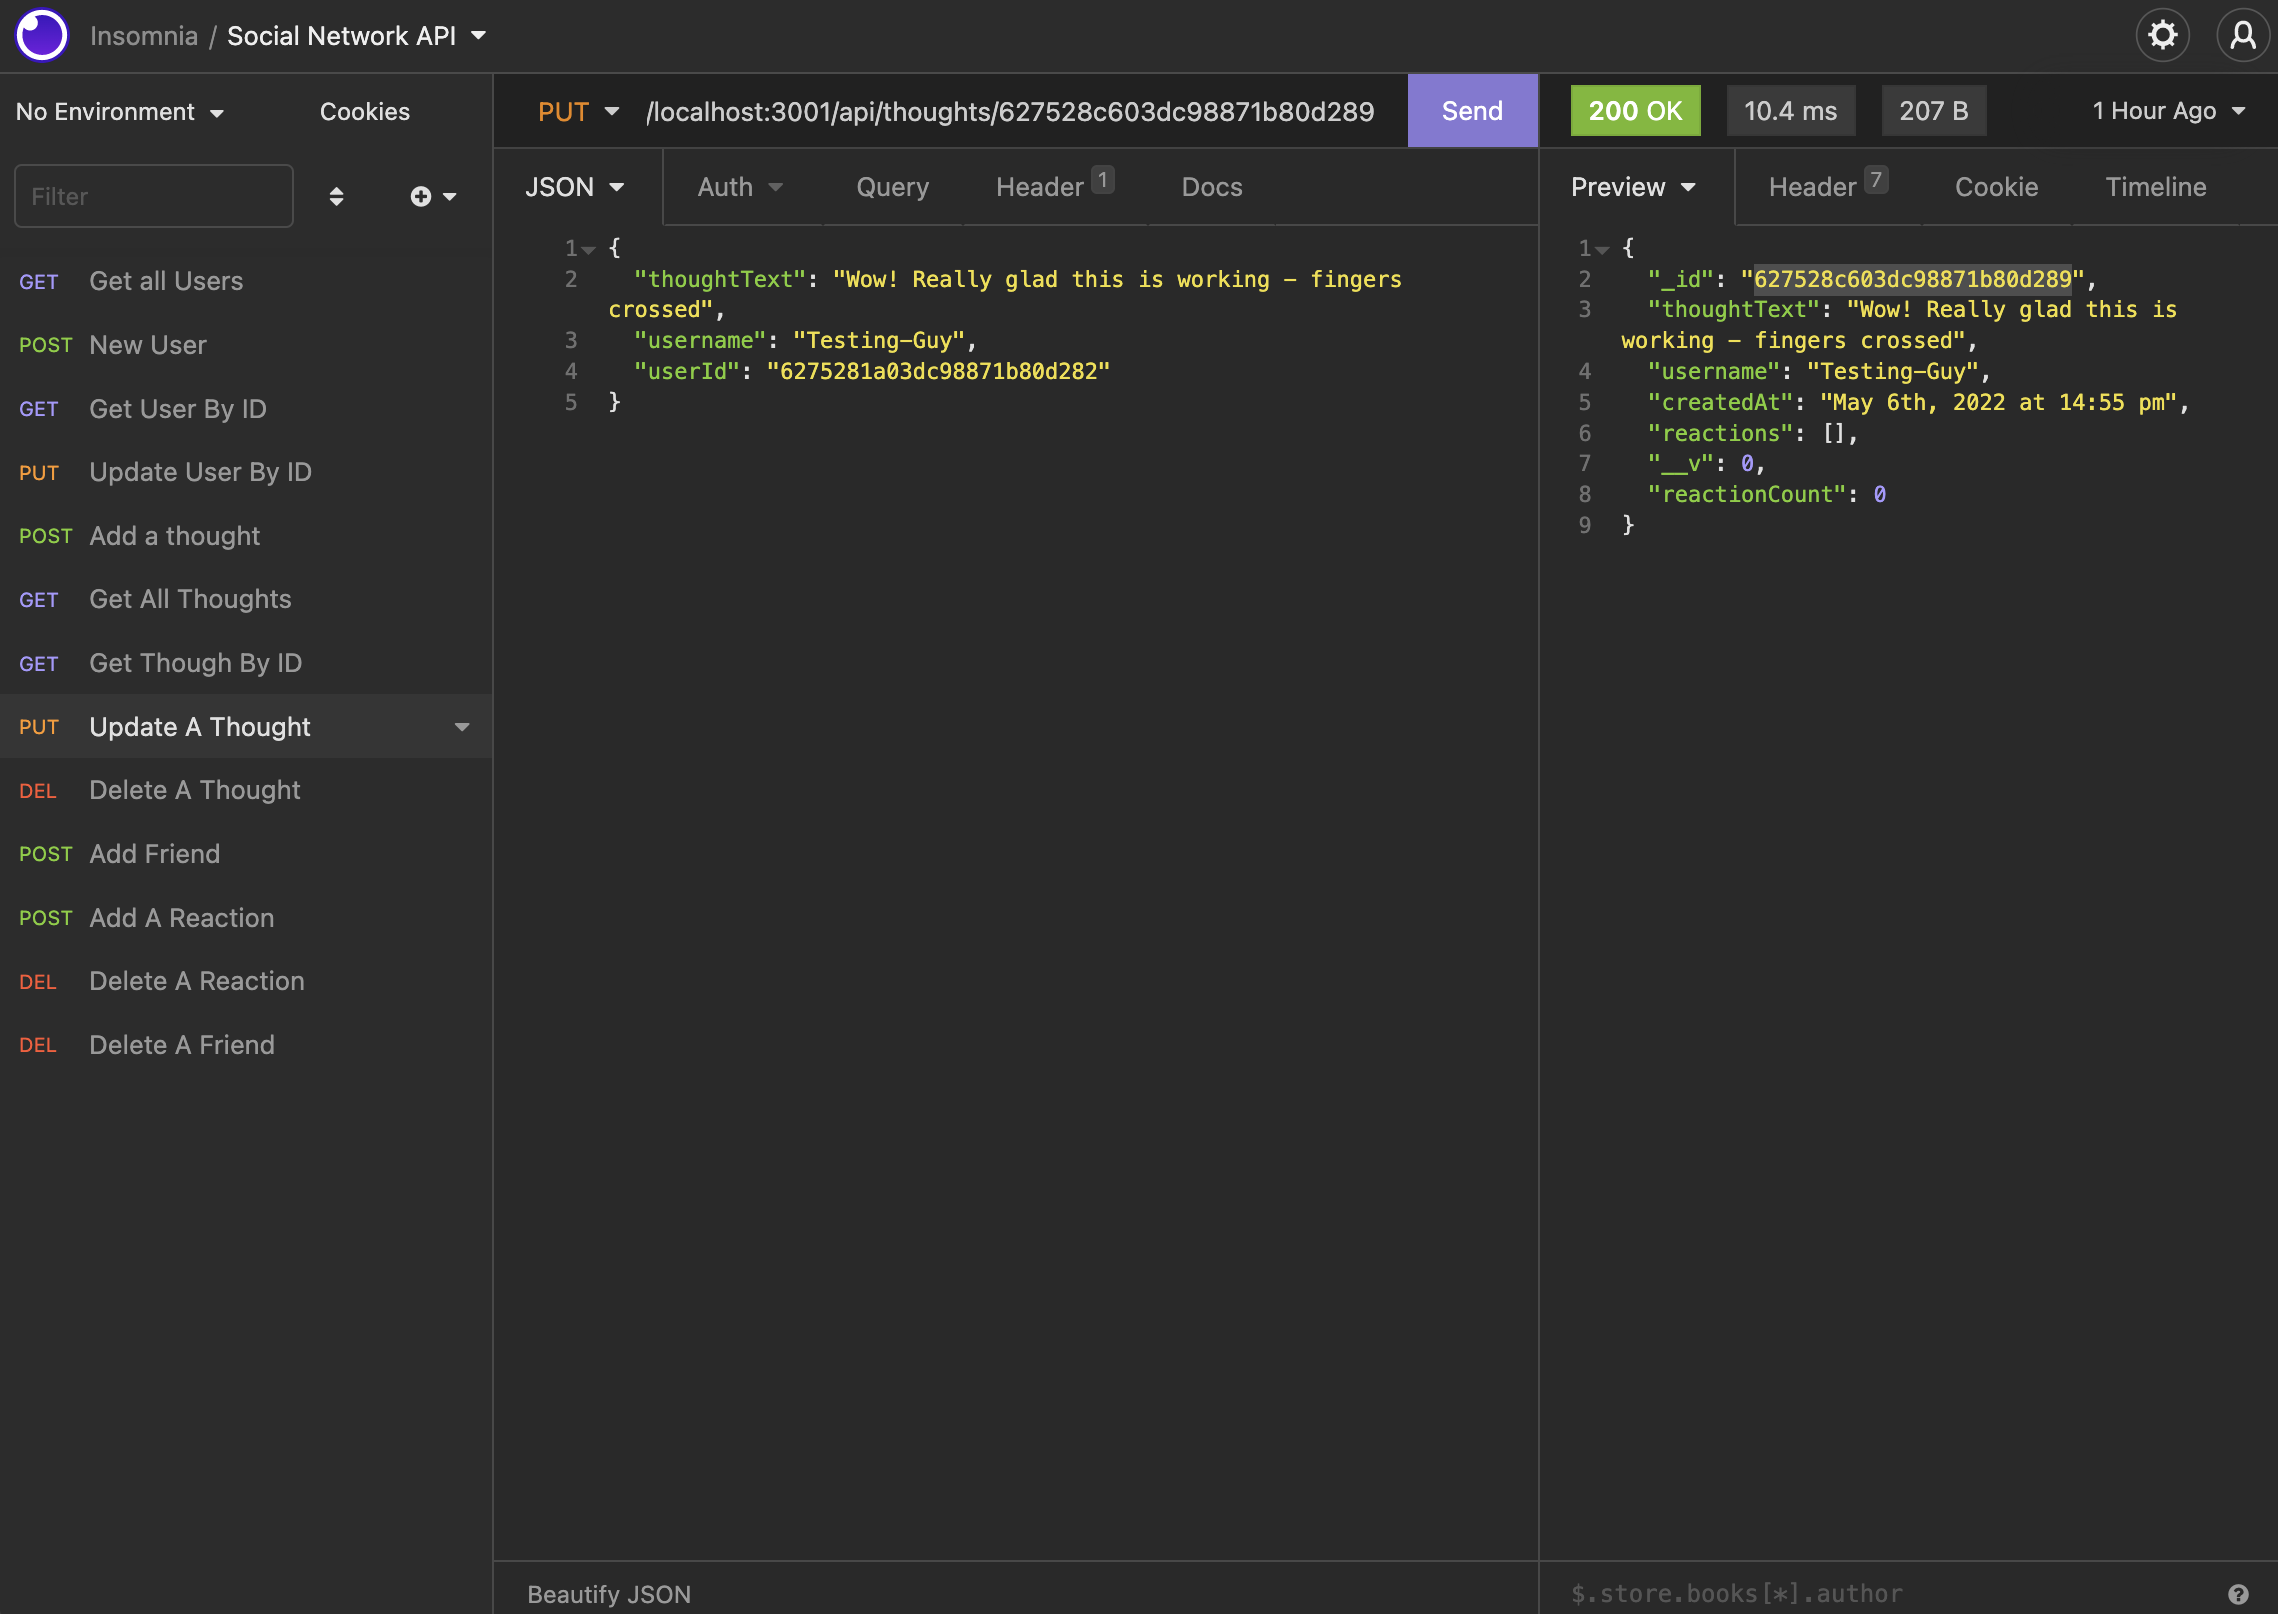 Insomnia / Social Network API
No Environment
Cookies
Filter
GET Get all Users
POST New User
GET Get User By ID
PUT Update User By ID
POST Add a thought
GET Get All Thoughts
GET Get Though By ID
PUT Update A Thought
DEL Delete A Thought
POST Add Friend
POST Add A Reaction
DEL Delete A Reaction
DEL Delete A Friend
PUT /localhost:3001/api/thoughts/627528c603dc98871b80d289 Send
JSON Auth Query Header 1 Docs
1 {
2 "thoughtText": "Wow! Really glad this is working – fingers
crossed",
3 "username": "Testing-Guy",
4 "userId": "6275281a03dc98871b80d282"
5 }
Beautify JSON
200 OK 10.4 ms 207 B 1 Hour Ago
Preview Header 7 Cookie Timeline
1 {
2 "_id": "627528c603dc98871b80d289",
3 "thoughtText": "Wow! Really glad this is
working – fingers crossed",
4 "username": "Testing-Guy",
5 "createdAt": "May 6th, 2022 at 14:55 pm",
6 "reactions": [],
7 "__v": 0,
8 "reactionCount": 0
9 }
$.store.books[*].author ?